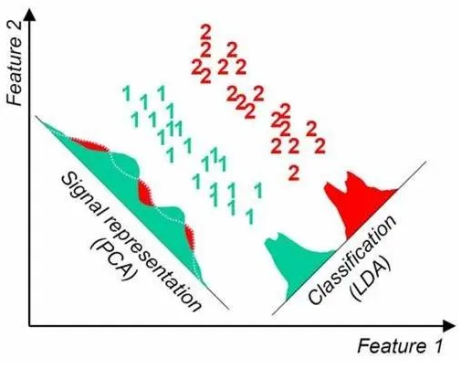 Feature 2
Signal representation
(PCA)
Classification
(LDA)
Feature 1